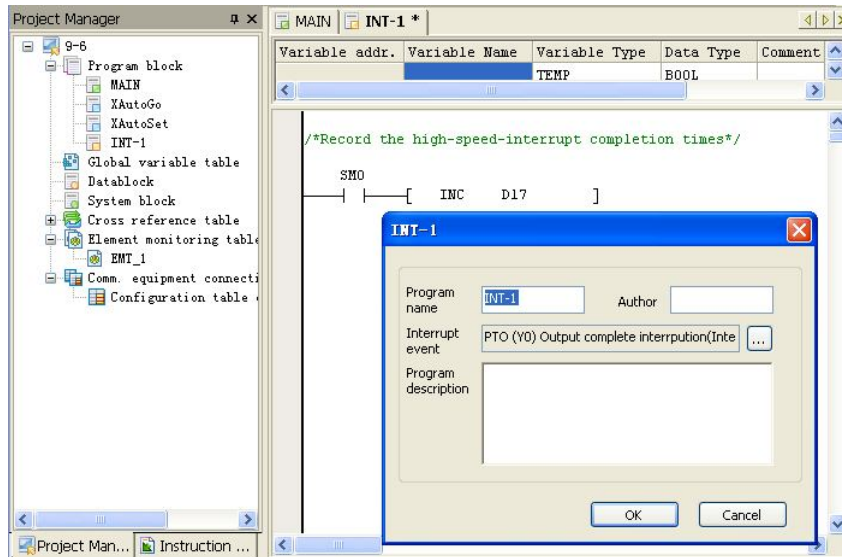 Project Manager
9-6
Program block
MAIN
XAutoGo
XAutoSet
INT-1
Global variable table
Datablock
System block
Cross reference table
Element monitoring table
EMT_1
Comm. equipment connecti
Configuration table
Project Man...
Instruction ...
MAIN
INT-1 *
Variable addr. Variable Name Variable Type Data Type Comment
TEMP BOOL
/*Record the high-speed-interrupt completion times*/
SM0
[ INC D17 ]
INT-1
Program name INT-1 Author
Interrupt event PTO (Y0) Output complete interrpution(Inte ...
Program description
OK Cancel